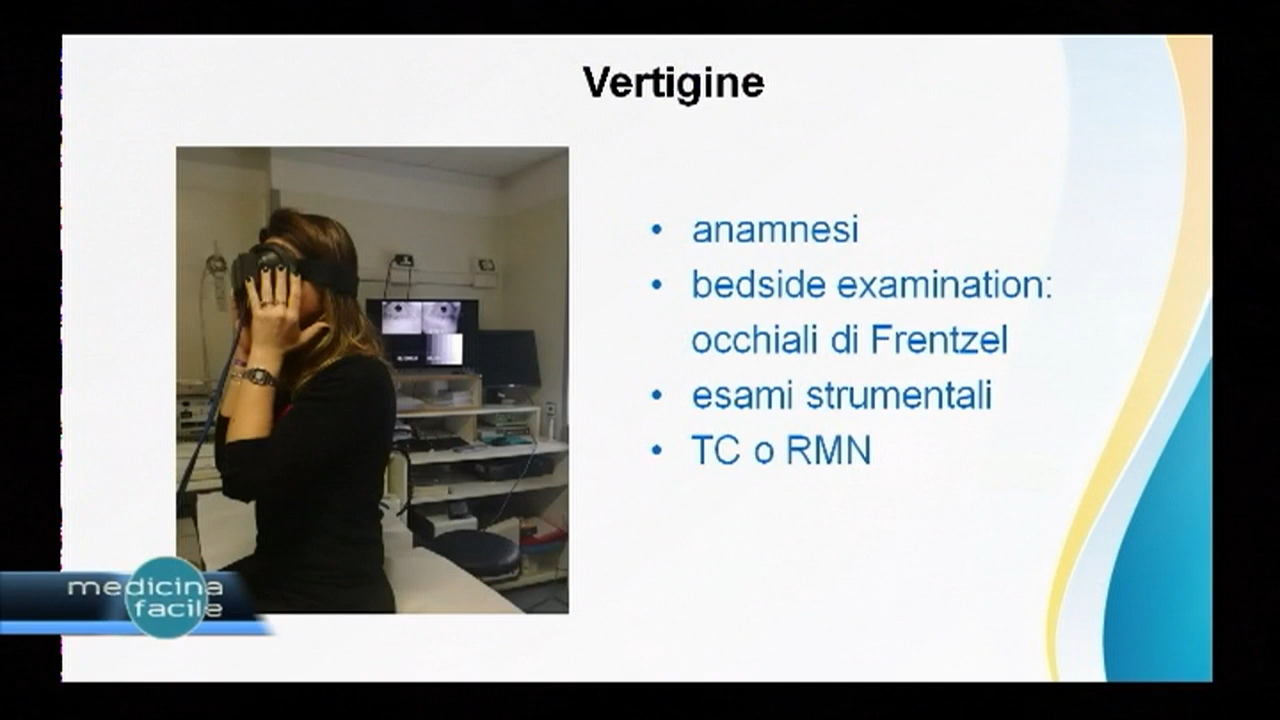 Vertigine
• anamnesi
• bedside examination:
occhiali di Frentzel
• esami strumentali
• TC o RMN
medicina
facile